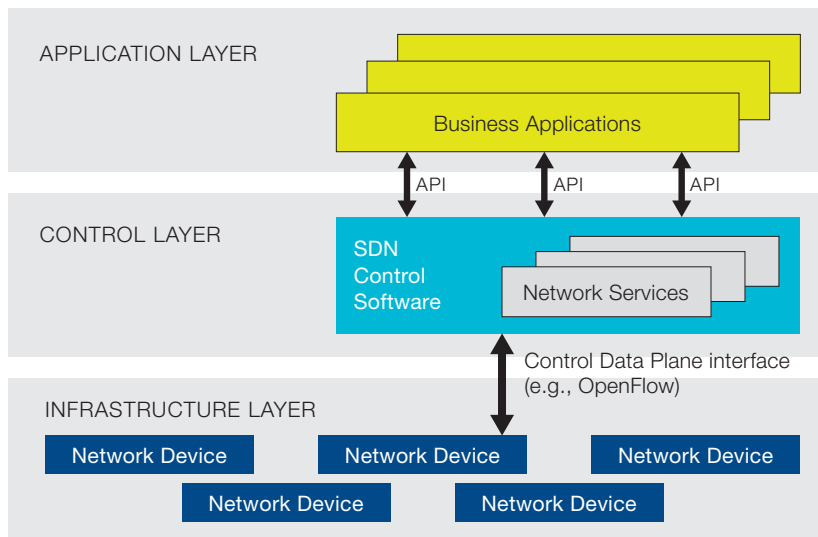 APPLICATION LAYER
Business Applications
API API API
CONTROL LAYER
SDN
Control
Software
Network Services
Control Data Plane interface
(e.g., OpenFlow)
INFRASTRUCTURE LAYER
Network Device Network Device Network Device
Network Device Network Device